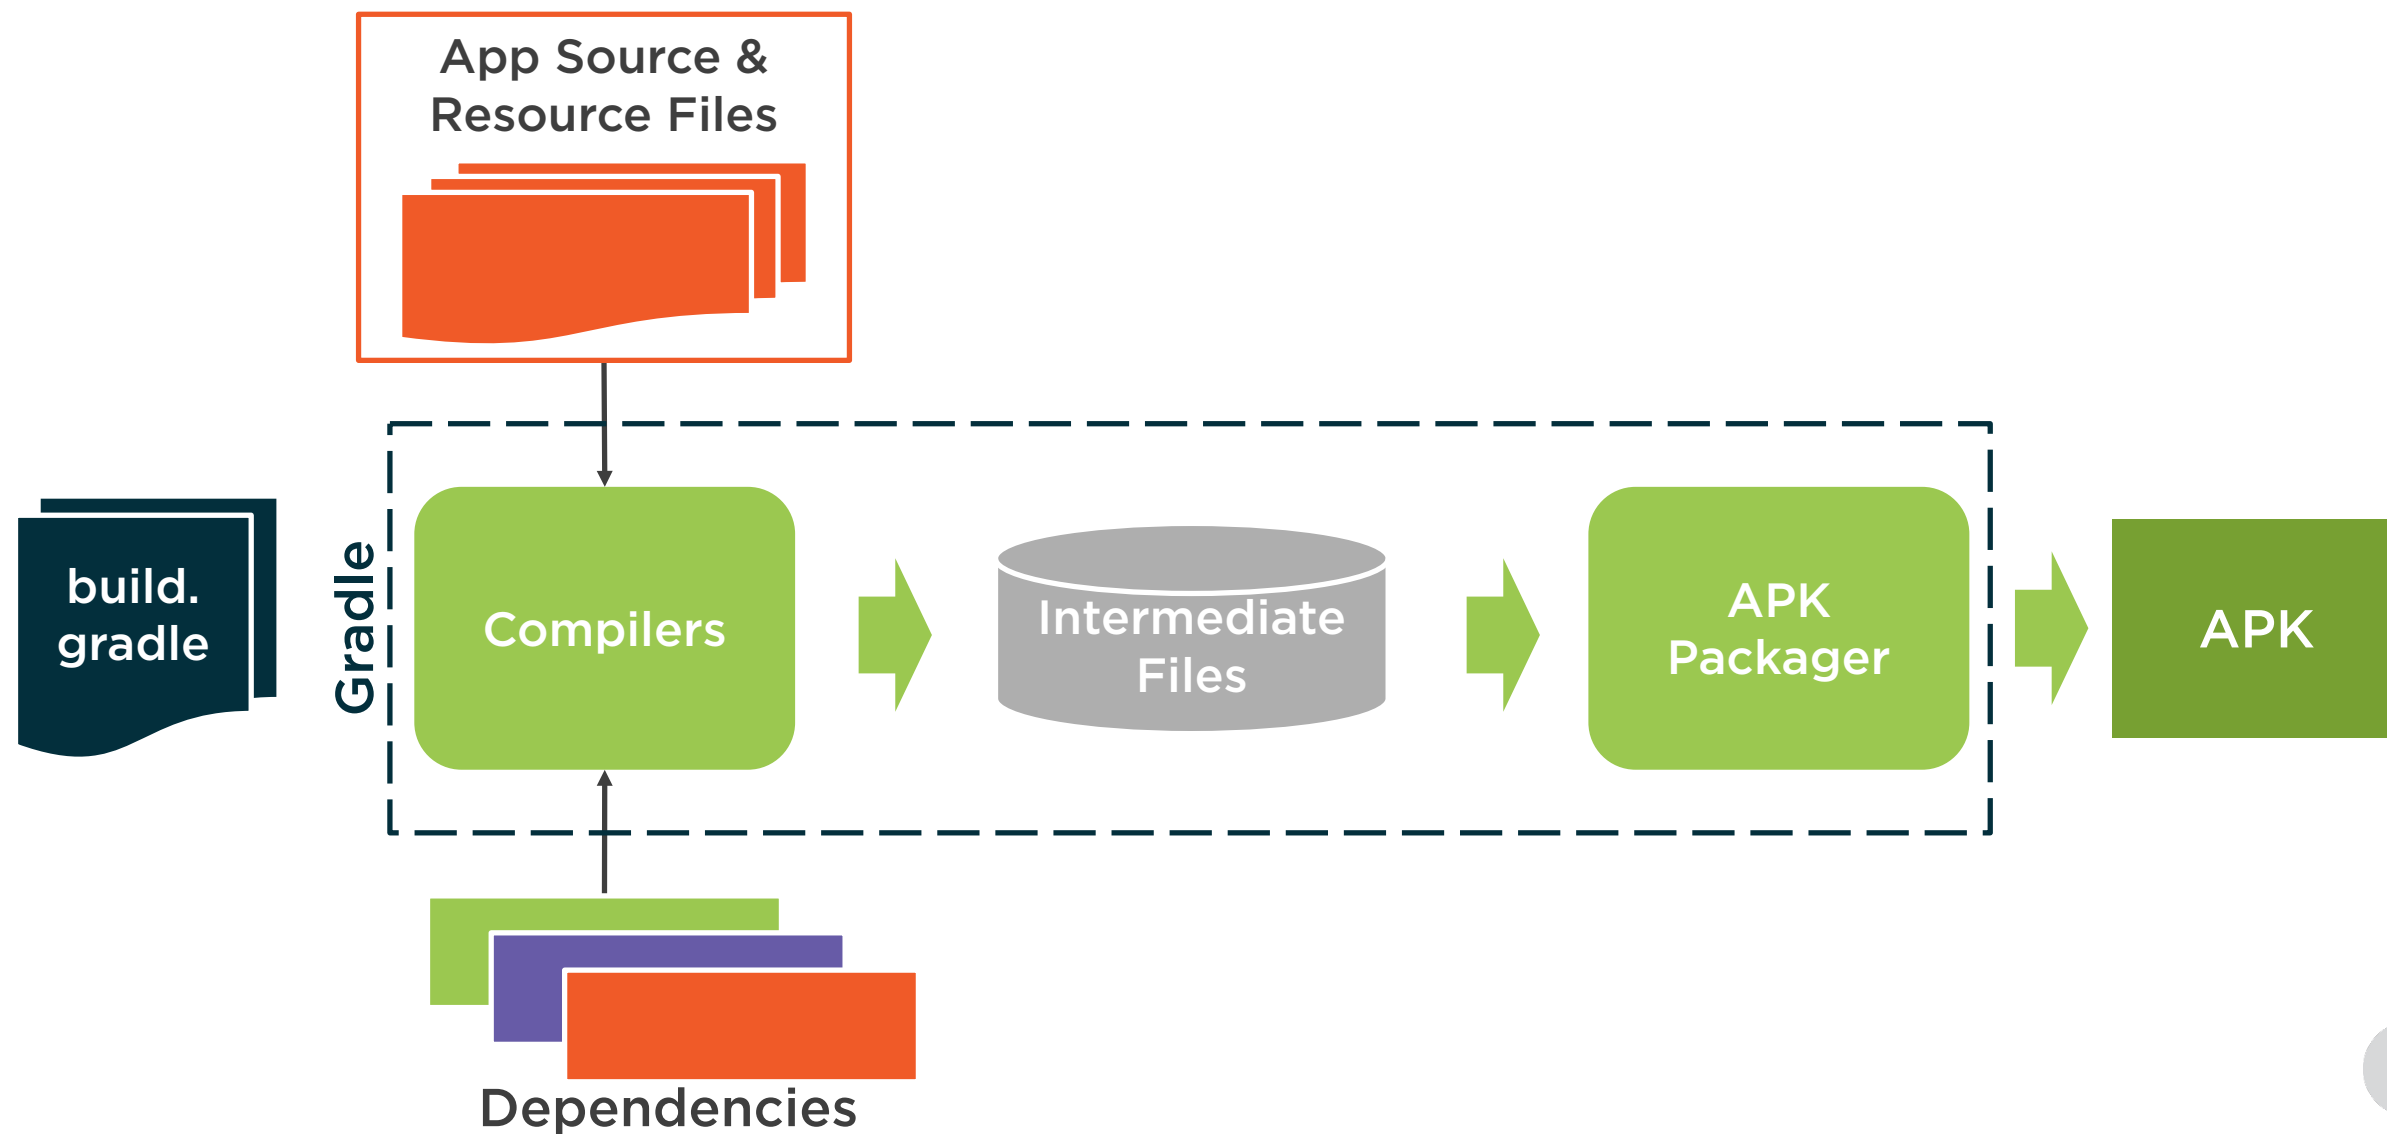 App Source &
Resource Files
build.
gradle
Gradle
Compilers
Intermediate
Files
APK
Packager
APK
Dependencies